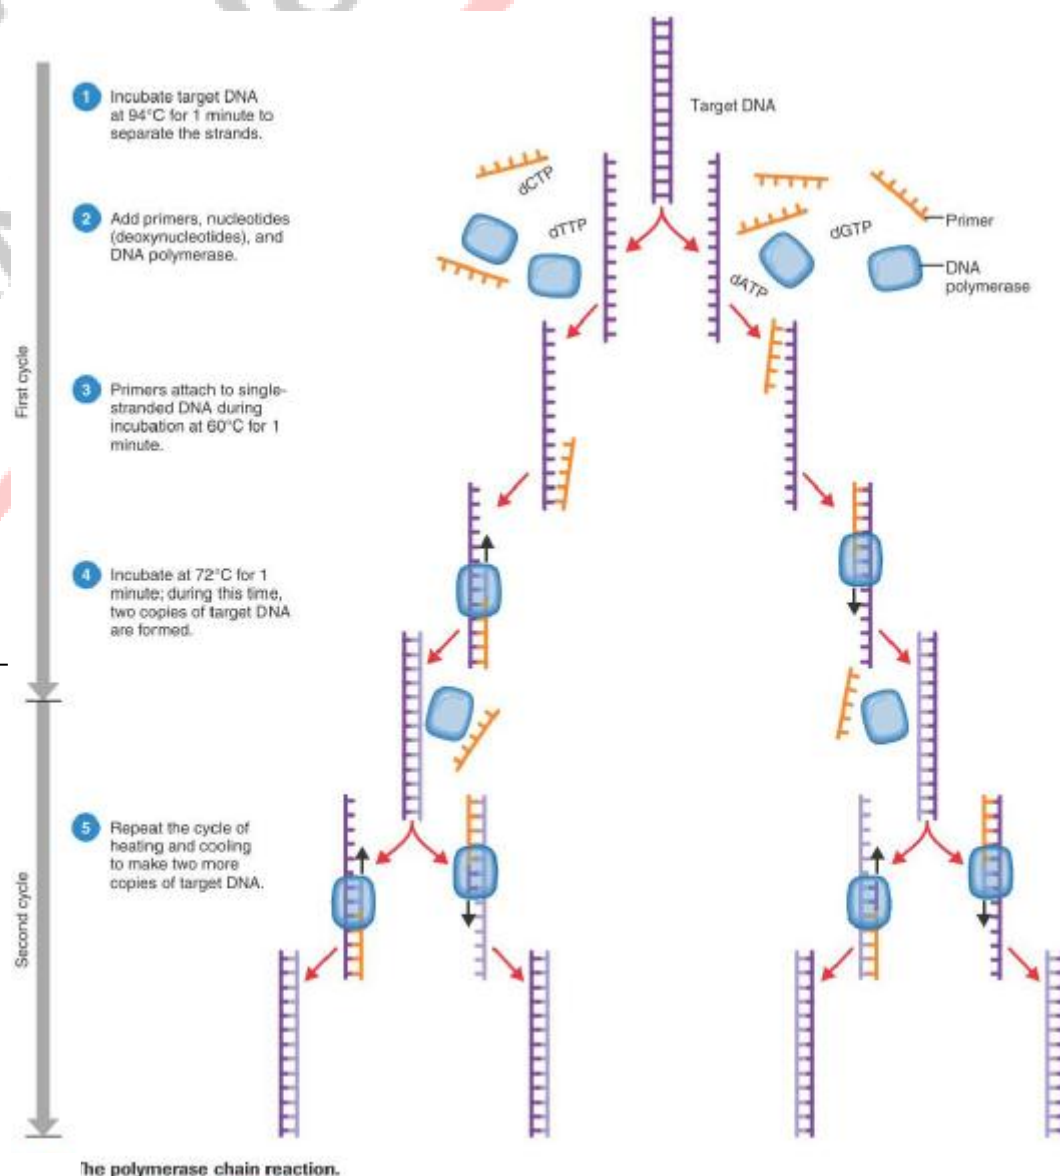 1 Incubate target DNA
at 94°C for 1 minute to
separate the strands.
Target DNA
dCTP
2 Add primers, nucleotides
(deoxynucleotides), and
DNA polymerase.
dTTP
dGTP
Primer
dATP
DNA
polymerase
First cycle
3 Primers attach to single-
stranded DNA during
incubation at 60°C for 1
minute.
4 Incubate at 72°C for 1
minute; during this time,
two copies of target DNA
are formed.
Second cycle
5 Repeat the cycle of
heating and cooling
to make two more
copies of target DNA.
The polymerase chain reaction.